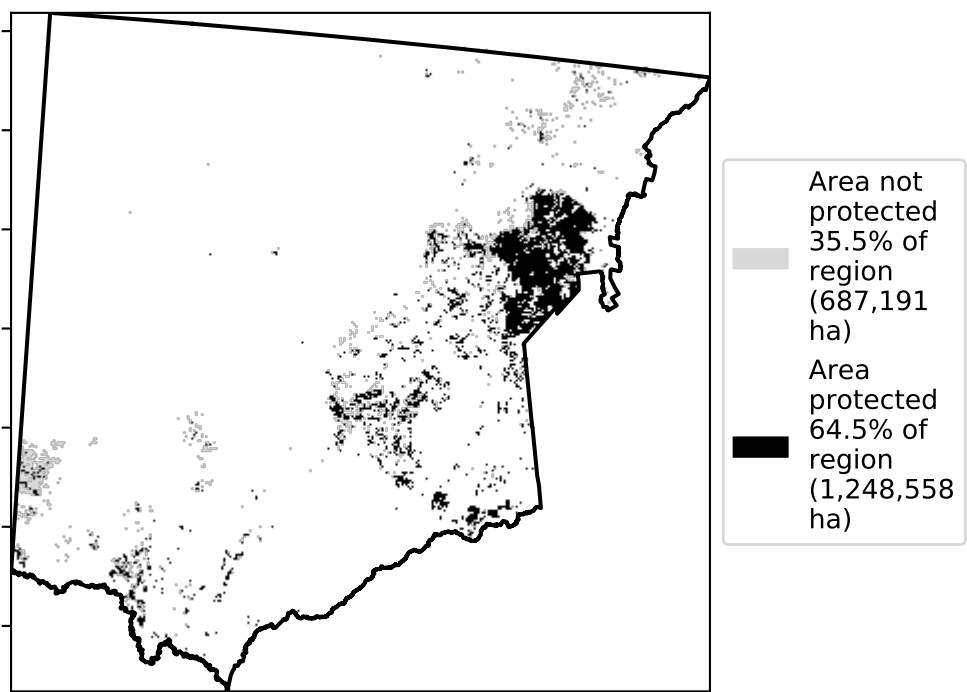 Area not
protected
35.5% of
region
(687,191
ha)
Area
protected
64.5% of
region
(1,248,558
ha)